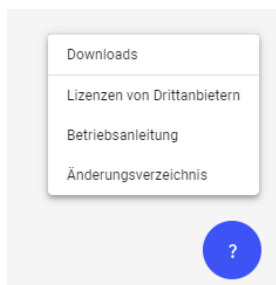 Downloads
Lizenzen von Drittanbietern
Betriebsanleitung
Änderungsverzeichnis
?